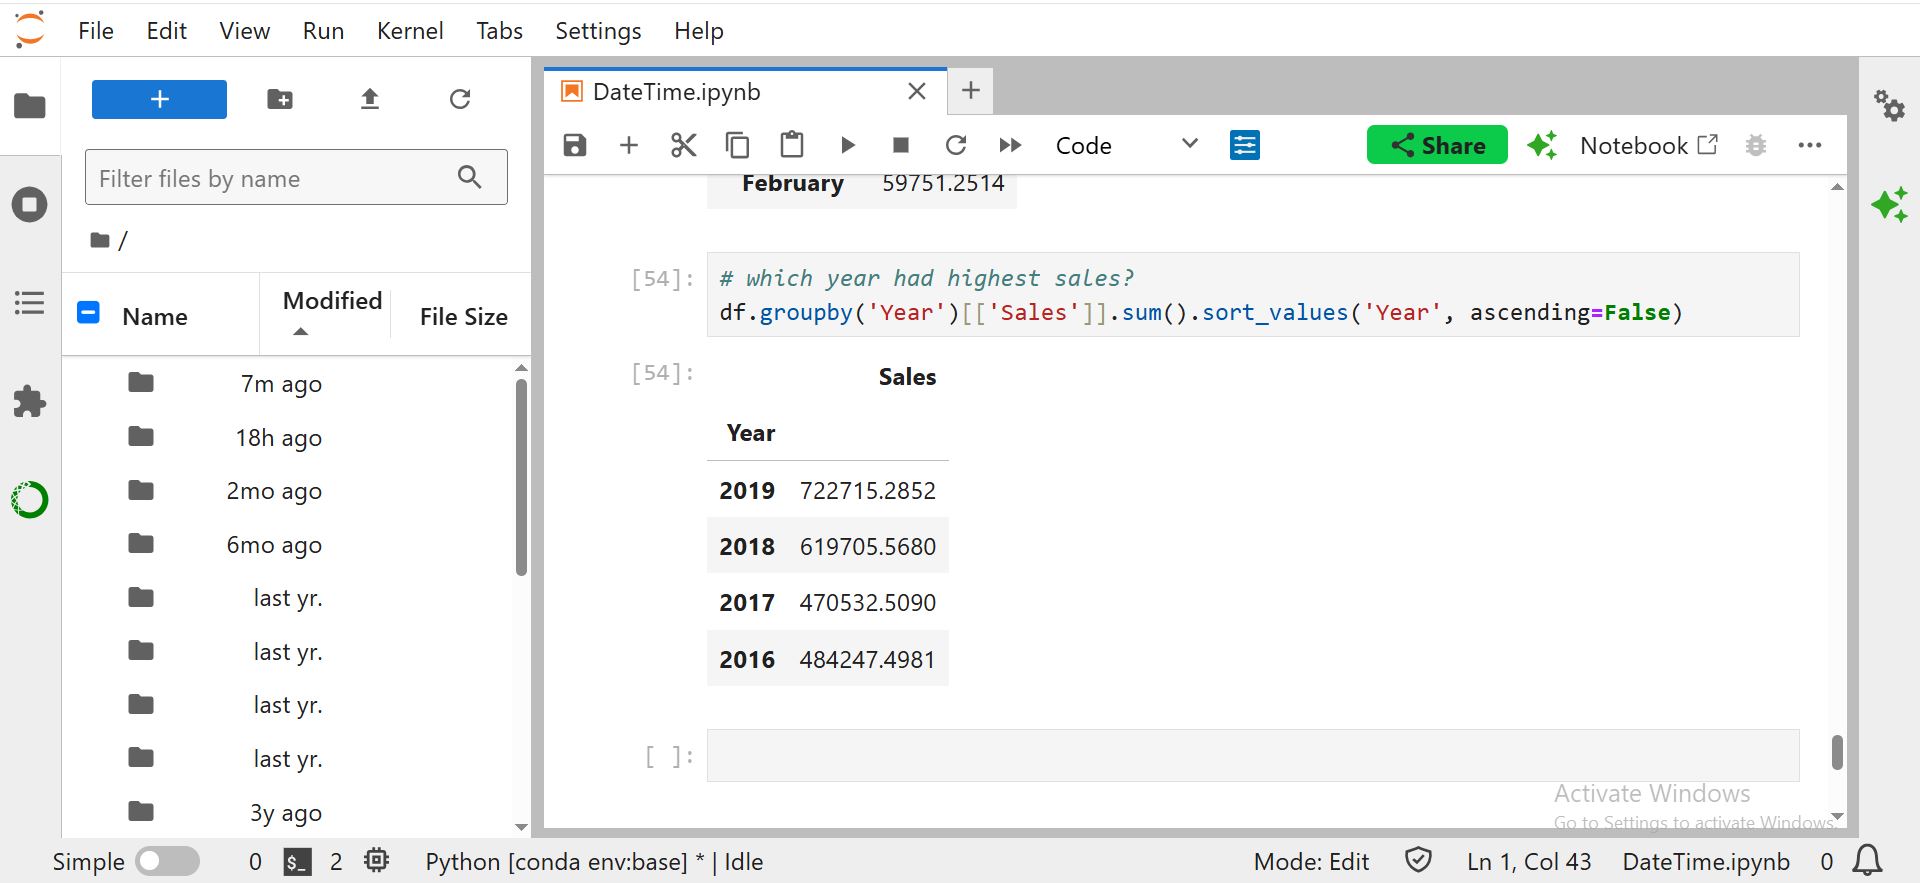 File Edit View Run Kernel Tabs Settings Help
DateTime.ipynb
Code
Share
Notebook
Filter files by name
/
Name
Modified
File Size
7m ago
18h ago
2mo ago
6mo ago
last yr.
last yr.
last yr.
last yr.
3y ago
February 59751.2514
[54]: # which year had highest sales?
df.groupby('Year')[['Sales']].sum().sort_values('Year', ascending=False)
[54]: Sales
Year
2019 722715.2852
2018 619705.5680
2017 470532.5090
2016 484247.4981
[ ]:
Activate Windows
Go to Settings to activate Windows.
Simple 0 $_ 2 Python [conda env:base] * | Idle Mode: Edit Ln 1, Col 43 DateTime.ipynb 0